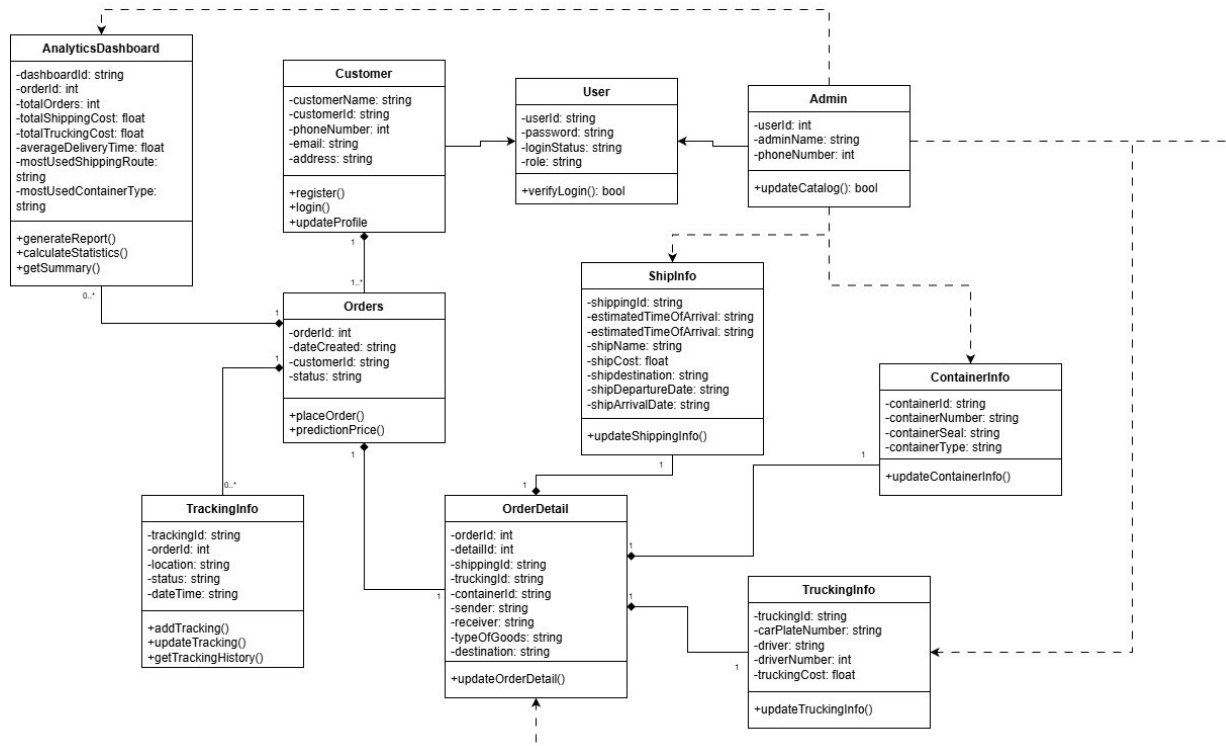 AnalyticsDashboard
-dashboardId: string
-orderId: int
-totalOrders: int
-totalShippingCost: float
-totalTruckingCost: float
-averageDeliveryTime: float
-mostUsedShippingRoute:
string
-mostUsedContainerType:
string
+generateReport()
+calculateStatistics()
+getSummary()
0..*
1
Customer
-customerName: string
-customerId: string
-phoneNumber: int
-email: string
-address: string
+register()
+login()
+updateProfile
1
1..*
User
-userId: string
-password: string
-loginStatus: string
-role: string
+verifyLogin(): bool
Admin
-userId: int
-adminName: string
-phoneNumber: int
+updateCatalog(): bool
Orders
-orderId: int
-dateCreated: string
-customerId: string
-status: string
+placeOrder()
+predictionPrice()
1
1
ShipInfo
-shippingId: string
-estimatedTimeOfArrival: string
-estimatedTimeOfArrival: string
-shipName: string
-shipCost: float
-shipdestination: string
-shipDepartureDate: string
-shipArrivalDate: string
+updateShippingInfo()
1
1
ContainerInfo
-containerId: string
-containerNumber: string
-containerSeal: string
-containerType: string
+updateContainerInfo()
1
1
0..*
TrackingInfo
-trackingId: string
-orderId: int
-location: string
-status: string
-dateTime: string
+addTracking()
+updateTracking()
+getTrackingHistory()
1
OrderDetail
-orderId: int
-detailId: int
-shippingId: string
-truckingId: string
-containerId: string
-sender: string
-receiver: string
-typeOfGoods: string
-destination: string
+updateOrderDetail()
1
1
TruckingInfo
-truckingId: string
-carPlateNumber: string
-driver: string
-driverNumber: int
-truckingCost: float
+updateTruckingInfo()